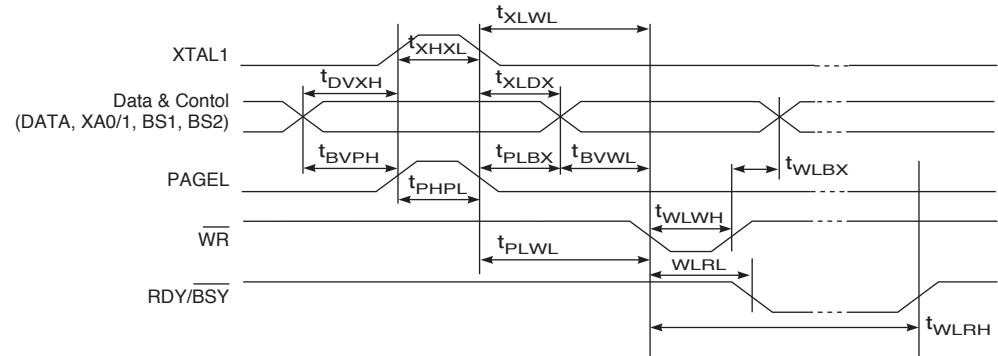 tXLWL
XTAL1
tXHXL
tDVXH
tXLDX
Data & Contol
(DATA, XA0/1, BS1, BS2)
tBVPH
tPLBX
tBVWL
tWLBX
PAGEL
tPHPL
tWLWH
WR
tPLWL
WLRL
RDY/BSY
tWLRH